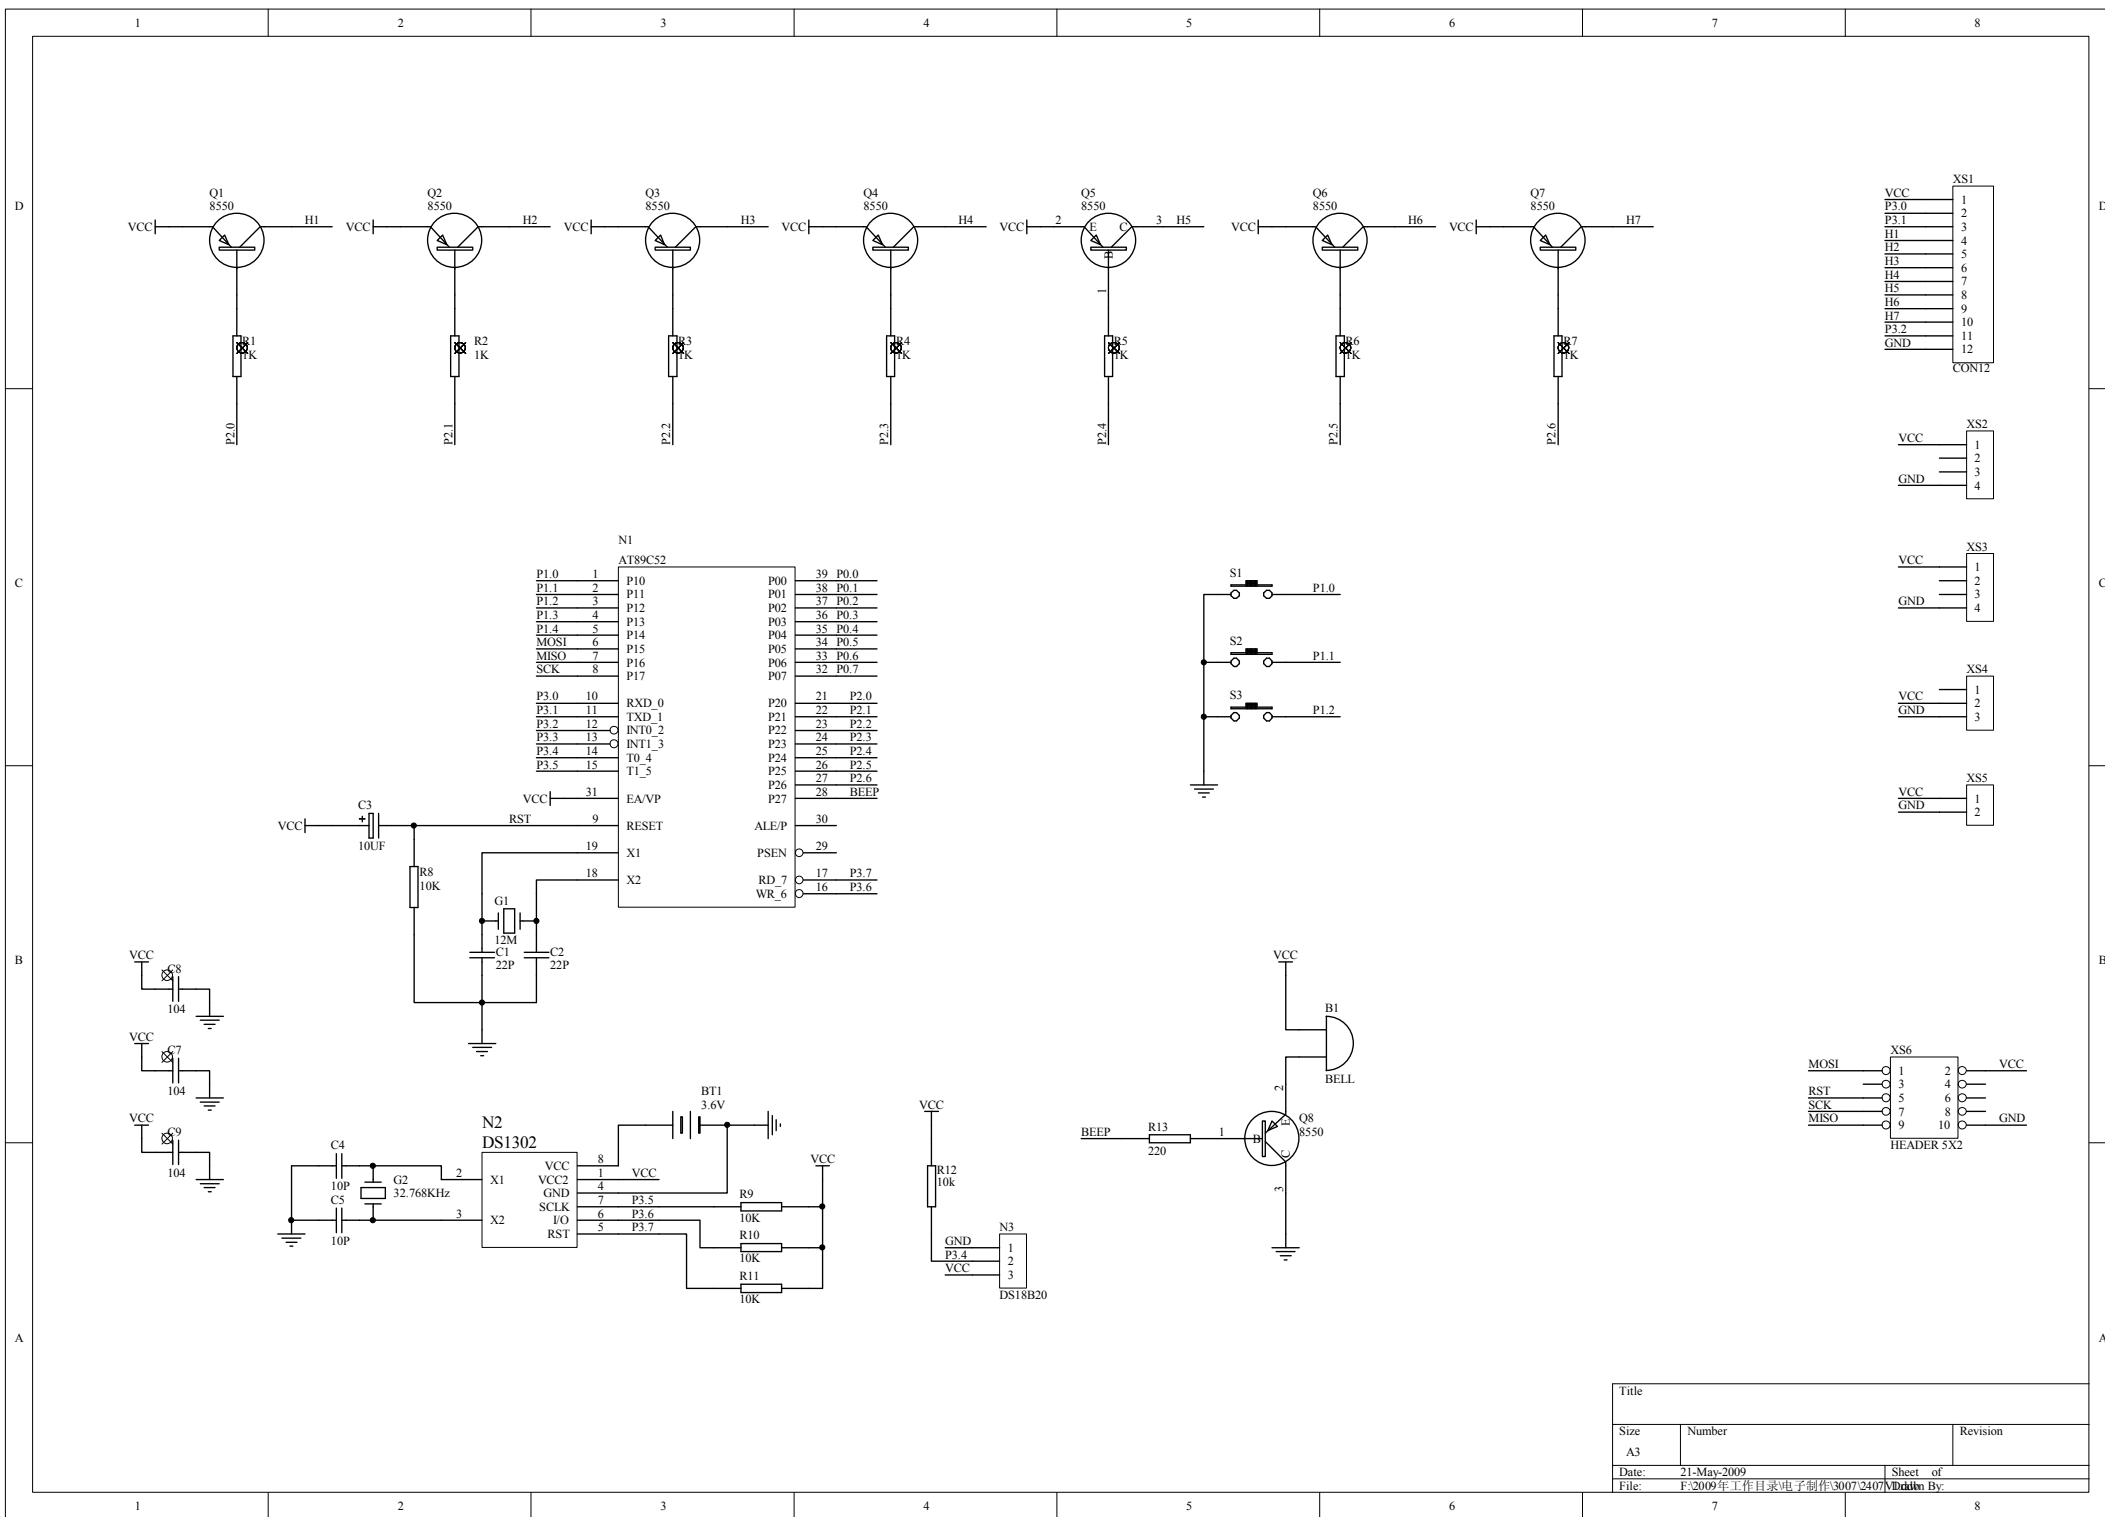 1 2 3 4 5 6 7 8
D
D
Q1
8550
VCC
H1
R1
1K
P2.0
Q2
8550
VCC
H2
R2
1K
P2.1
Q3
8550
VCC
H3
R3
1K
P2.2
Q4
8550
VCC
H4
R4
1K
P2.3
Q5
8550
VCC
2 E C 3 H5
B
1
R5
1K
P2.4
Q6
8550
VCC
H6
R6
1K
P2.5
Q7
8550
VCC
H7
R7
1K
P2.6
XS1
VCC 1
P3.0 2
P3.1 3
H1 4
H2 5
H3 6
H4 7
H5 8
H6 9
H7 10
P3.2 11
GND 12
CON12
XS2
VCC 1
2
3
GND 4
C
C
N1
AT89C52
P1.0 1 P10 P00 39 P0.0
P1.1 2 P11 P01 38 P0.1
P1.2 3 P12 P02 37 P0.2
P1.3 4 P13 P03 36 P0.3
P1.4 5 P14 P04 35 P0.4
MOSI 6 P15 P05 34 P0.5
MISO 7 P16 P06 33 P0.6
SCK 8 P17 P07 32 P0.7
P3.0 10 RXD_0 P20 21 P2.0
P3.1 11 TXD_1 P21 22 P2.1
P3.2 12 INT0_2 P22 23 P2.2
P3.3 13 INT1_3 P23 24 P2.3
P3.4 14 T0_4 P24 25 P2.4
P3.5 15 T1_5 P25 26 P2.5
P26 27 P2.6
VCC 31 EA/VP P27 28 BEEP
RST 9 RESET ALE/P 30
19 X1 PSEN 29
18 X2 RD_7 17 P3.7
WR_6 16 P3.6
VCC
C3
+
10UF
R8
10K
G1
12M
C1
22P
C2
22P
S1
P1.0
S2
P1.1
S3
P1.2
XS3
VCC 1
2
3
GND 4
XS4
1
VCC 2
GND 3
XS5
VCC 1
GND 2
B
B
VCC
C8
104
VCC
C7
104
VCC
C9
104
VCC
B1
BELL
BEEP
R13
220
1 B
2
E
Q8
8550
C
3
XS6
MOSI 1 2 VCC
3 4
RST 5 6
SCK 7 8
MISO 9 10 GND
HEADER 5X2
BT1
3.6V
N2
DS1302
C4
10P
G2
32.768KHz
C5
10P
2 X1
3 X2
VCC 8
VCC2 1 VCC
GND 4
SCLK 7 P3.5
I/O 6 P3.6
RST 5 P3.7
VCC
R9
10K
R10
10K
R11
10K
VCC
R12
10k
N3
GND 1
P3.4 2
VCC 3
DS18B20
A
A
Title
Size Number Revision
A3
Date: 21-May-2009 Sheet of
File: F:\2009年工作目录\电子制作\3007\2407 By:
1 2 3 4 5 6 7 8